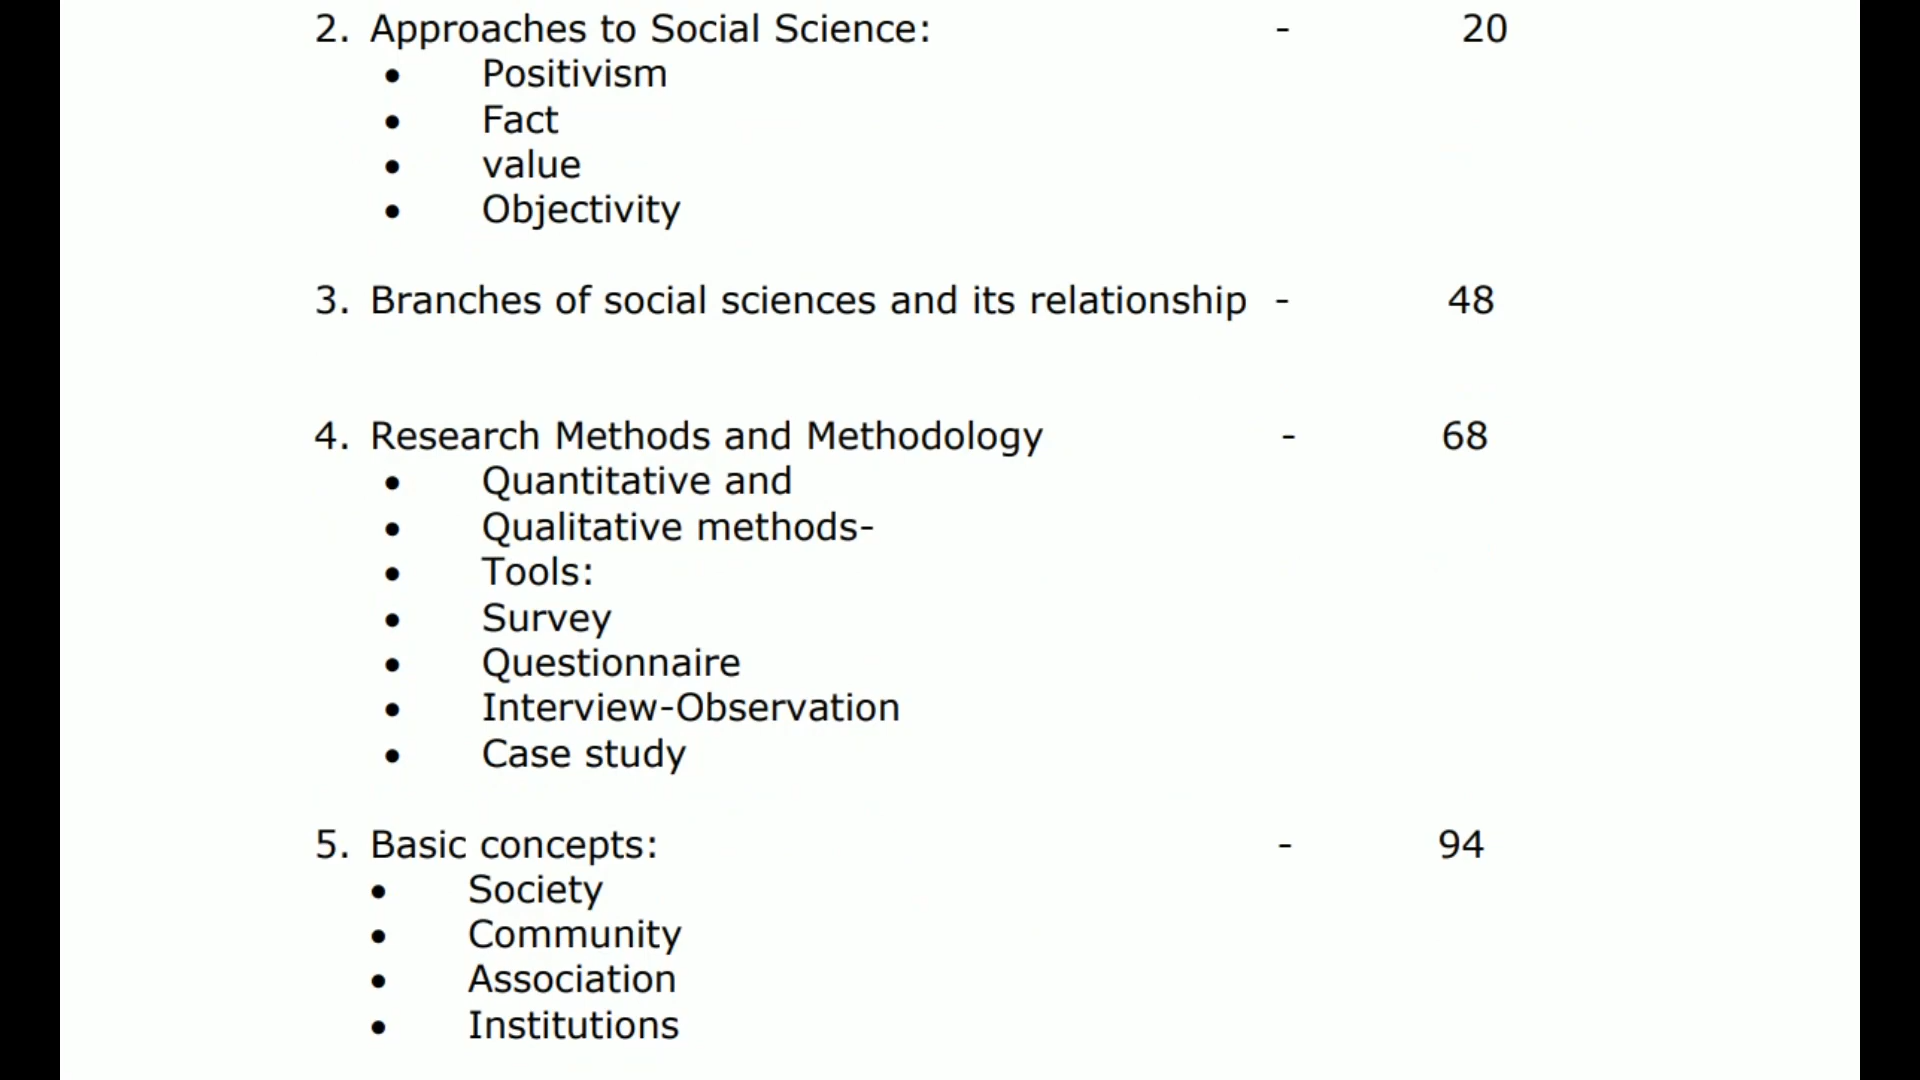 2. Approaches to Social Science: - 20
• Positivism
• Fact
• value
• Objectivity
3. Branches of social sciences and its relationship - 48
4. Research Methods and Methodology - 68
• Quantitative and
• Qualitative methods-
• Tools:
• Survey
• Questionnaire
• Interview-Observation
• Case study
5. Basic concepts: - 94
• Society
• Community
• Association
• Institutions